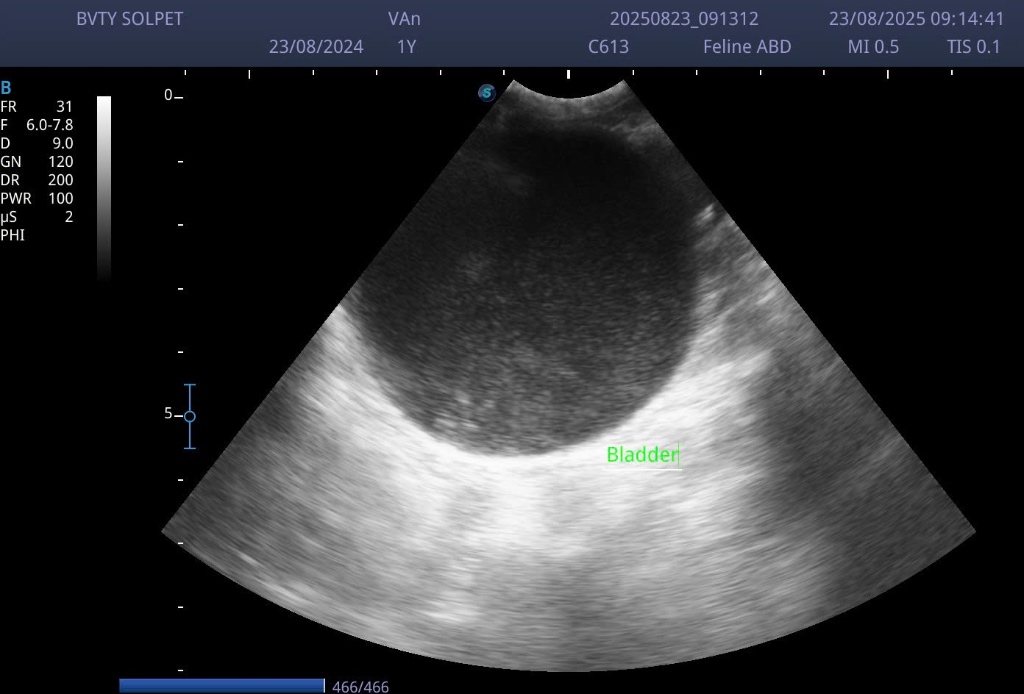 BVTY SOLPET VAn 20250823_091312 23/08/2025 09:14:41
23/08/2024 1Y C613 Feline ABD MI 0.5 TIS 0.1
B
FR 31
F 6.0-7.8
D 9.0
GN 120
DR 200
PWR 100
µS 2
PHI
S
0
5
Bladder
466/466